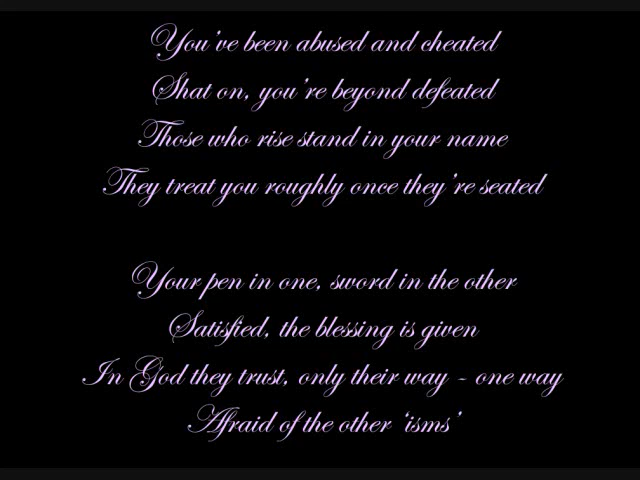 You've been abused and cheated
Shat on, you're beyond defeated
Those who rise stand in your name
They treat you roughly once they're seated
Your pen in one, sword in the other
Satisfied, the blessing is given
In God they trust, only their way - one way
Afraid of the other 'isms'